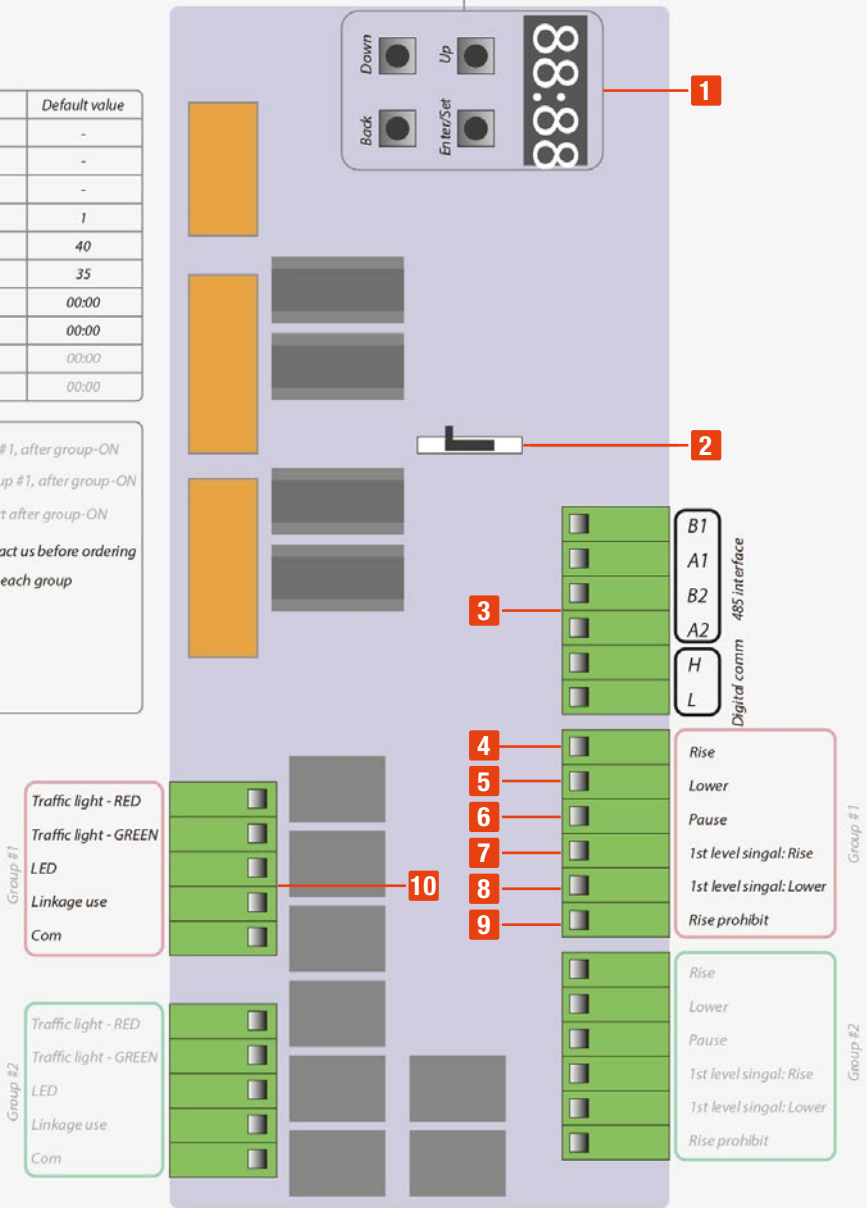 Down
Up
Back
Enter/Set
88:88
1
Default value
-
-
-
1
40
35
00:00
00:00
00:00
00:00
#1, after group-ON
up #1, after group-ON
t after group-ON
act us before ordering
each group
2
3
B1
A1
B2
A2
485 interface
H
L
Digital comm
4
5
6
7
8
9
Rise
Lower
Pause
1st level singal: Rise
1st level singal: Lower
Rise prohibit
Group #1
Group #1
Traffic light - RED
Traffic light - GREEN
LED
Linkage use
Com
10
Group #2
Traffic light - RED
Traffic light - GREEN
LED
Linkage use
Com
Rise
Lower
Pause
1st level singal: Rise
1st level singal: Lower
Rise prohibit
Group #2